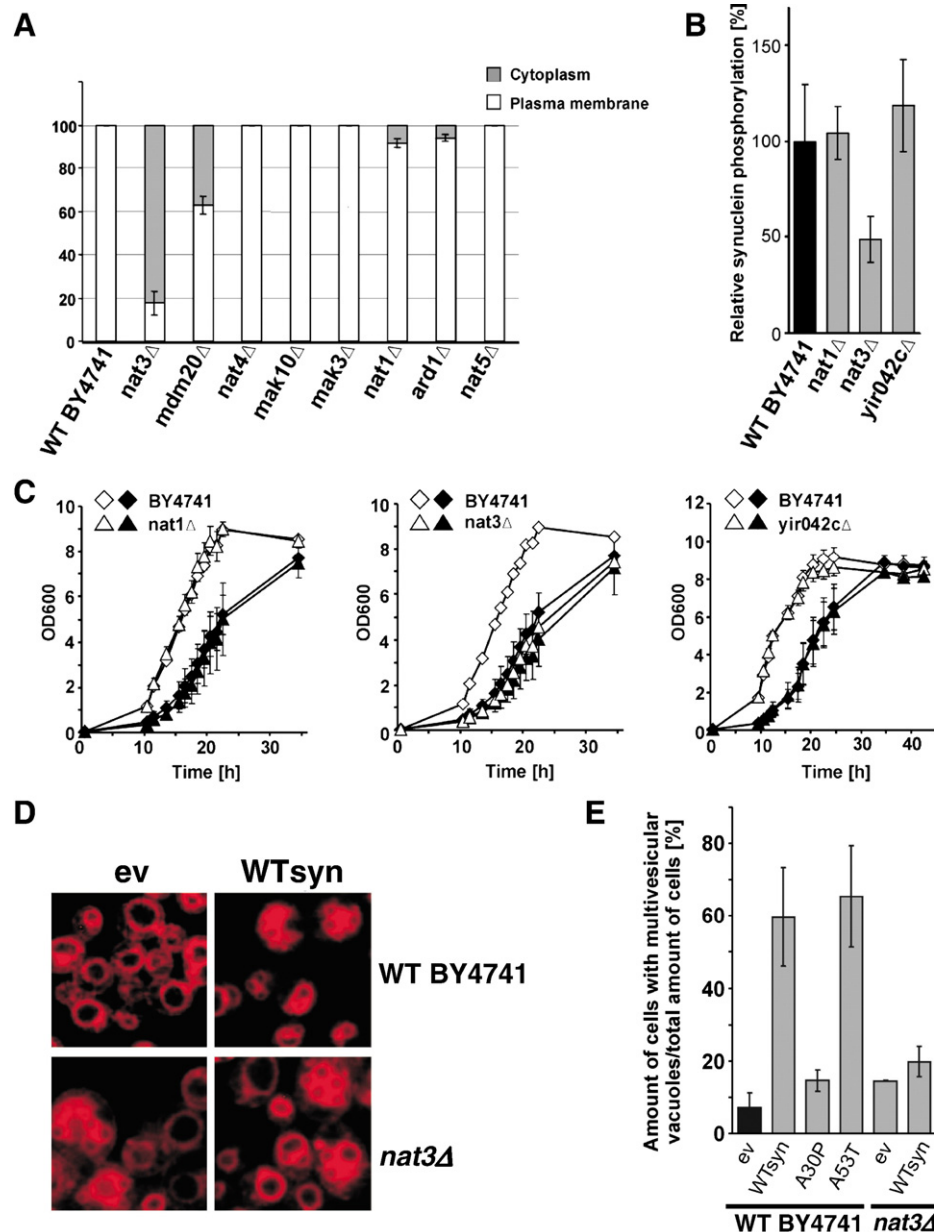 A
Cytoplasm
Plasma membrane
100
80
60
40
20
0
WT BY4741
nat3Δ
mdm20Δ
nat4Δ
mak10Δ
mak3Δ
nat1Δ
ard1Δ
nat5Δ
B
Relative synuclein phosphorylation [%]
150
100
50
0
WT BY4741
nat1Δ
nat3Δ
yir042cΔ
C
BY4741
nat1Δ
OD600
10
8
6
4
2
0
0 10 20 30
Time [h]
BY4741
nat3Δ
OD600
10
8
6
4
2
0
0 10 20 30
Time [h]
BY4741
yir042cΔ
OD600
12
10
8
6
4
2
0
0 10 20 30 40
Time [h]
D
ev WTsyn
WT BY4741
nat3Δ
E
Amount of cells with multivesicular
vacuoles/total amount of cells [%]
80
60
40
20
0
ev
WTsyn
A30P
A53T
ev
WTsyn
WT BY4741 nat3Δ